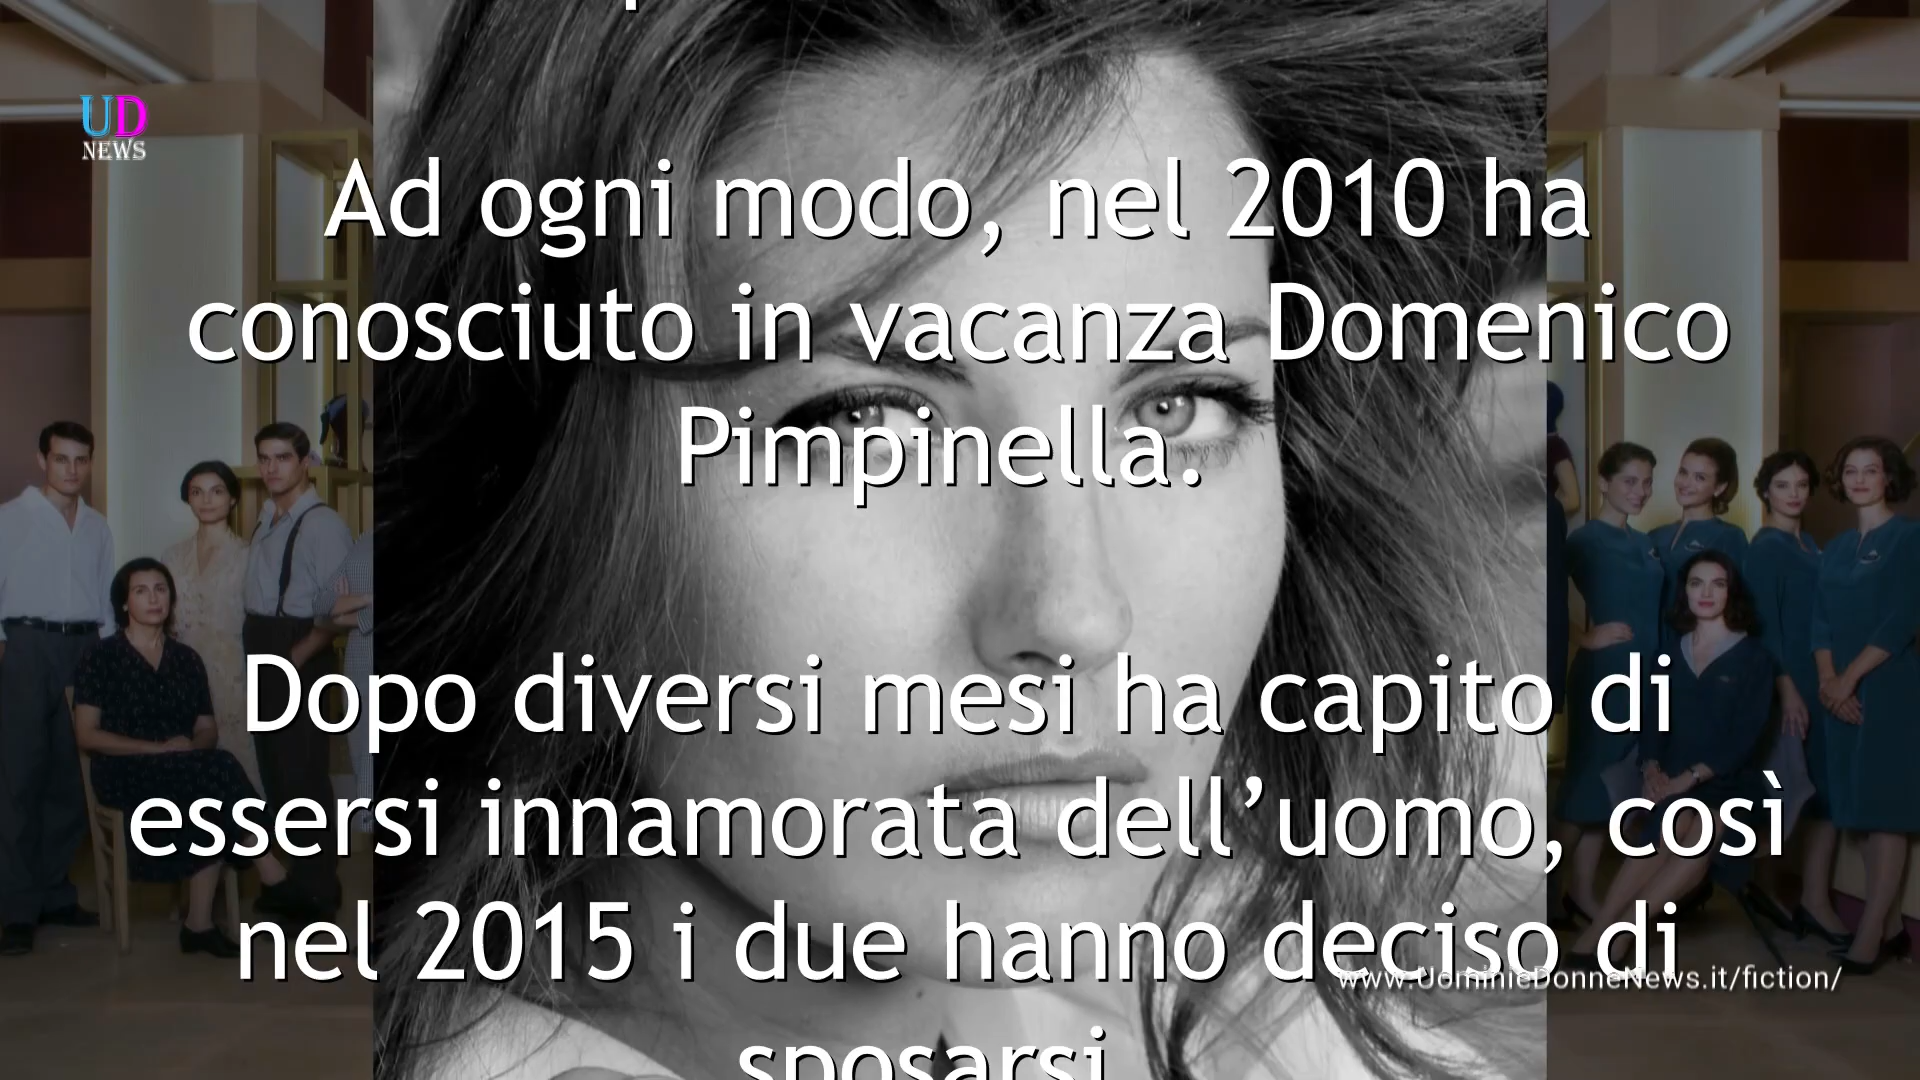 UD
NEWS
Ad ogni modo, nel 2010 ha
conosciuto in vacanza Domenico
Pimpinella.
Dopo diversi mesi ha capito di
essersi innamorata dell’uomo, così
nel 2015 i due hanno deciso di
www.UominieDonneNews.it/fiction/
sposarsi